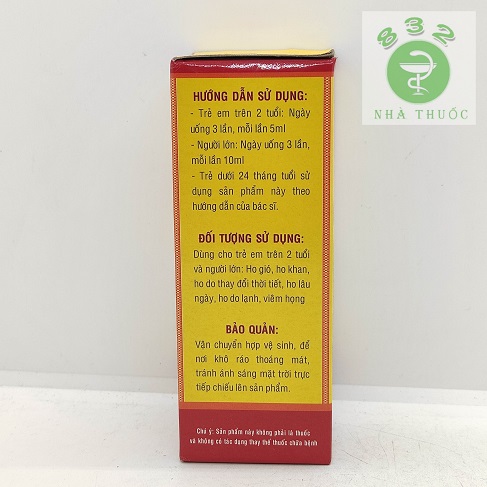 832
NHÀ THUỐC
HƯỚNG DẪN SỬ DỤNG:
- Trẻ em trên 2 tuổi: Ngày
uống 3 lần, mỗi lần 5ml
- Người lớn: Ngày uống 3 lần,
mỗi lần 10ml
- Trẻ dưới 24 tháng tuổi sử
dụng sản phẩm này theo
hướng dẫn của bác sĩ.
ĐỐI TƯỢNG SỬ DỤNG:
Dùng cho trẻ em trên 2 tuổi
và người lớn: Ho gió, ho khan,
ho do thay đổi thời tiết, ho lâu
ngày, ho do lạnh, viêm họng
BẢO QUẢN:
Vận chuyển hợp vệ sinh, để
nơi khô ráo thoáng mát,
tránh ánh sáng mặt trời trực
tiếp chiếu lên sản phẩm.
Chú ý: Sản phẩm này không phải là thuốc
và không có tác dụng thay thế thuốc chữa bệnh